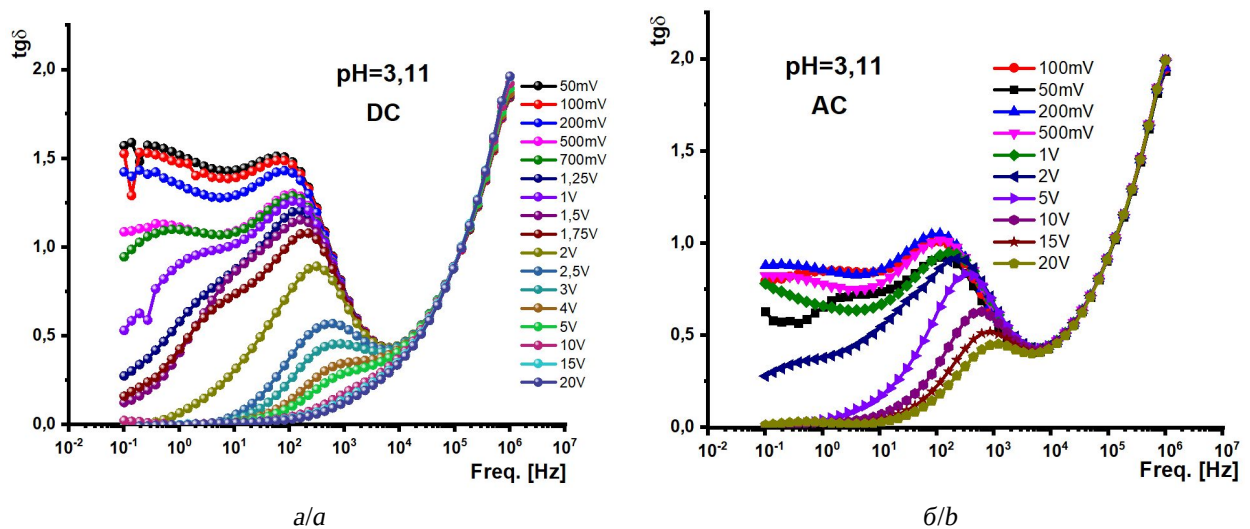 tgδ
2,0
1,5
1,0
0,5
0,0
10-2
10-1
100
101
102
103
104
105
106
107
Freq. [Hz]
pH=3,11
DC
50mV
100mV
200mV
500mV
700mV
1,25V
1V
1,5V
1,75V
2V
2,5V
3V
4V
5V
10V
15V
20V
а/a
tgδ
2,0
1,5
1,0
0,5
0,0
10-2
10-1
100
101
102
103
104
105
106
107
Freq. [Hz]
pH=3,11
AC
100mV
50mV
200mV
500mV
1V
2V
5V
10V
15V
20V
б/b